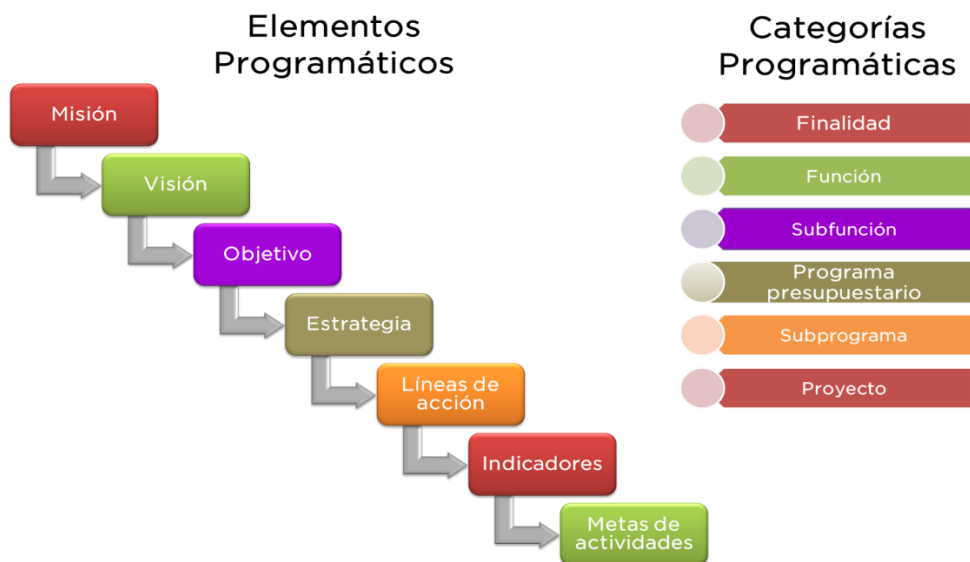 Elementos
Programáticos
Misión
Visión
Objetivo
Estrategia
Líneas de
acción
Indicadores
Metas de
actividades
Categorías
Programáticas
Finalidad
Función
Subfunción
Programa
presupuestario
Subprograma
Proyecto